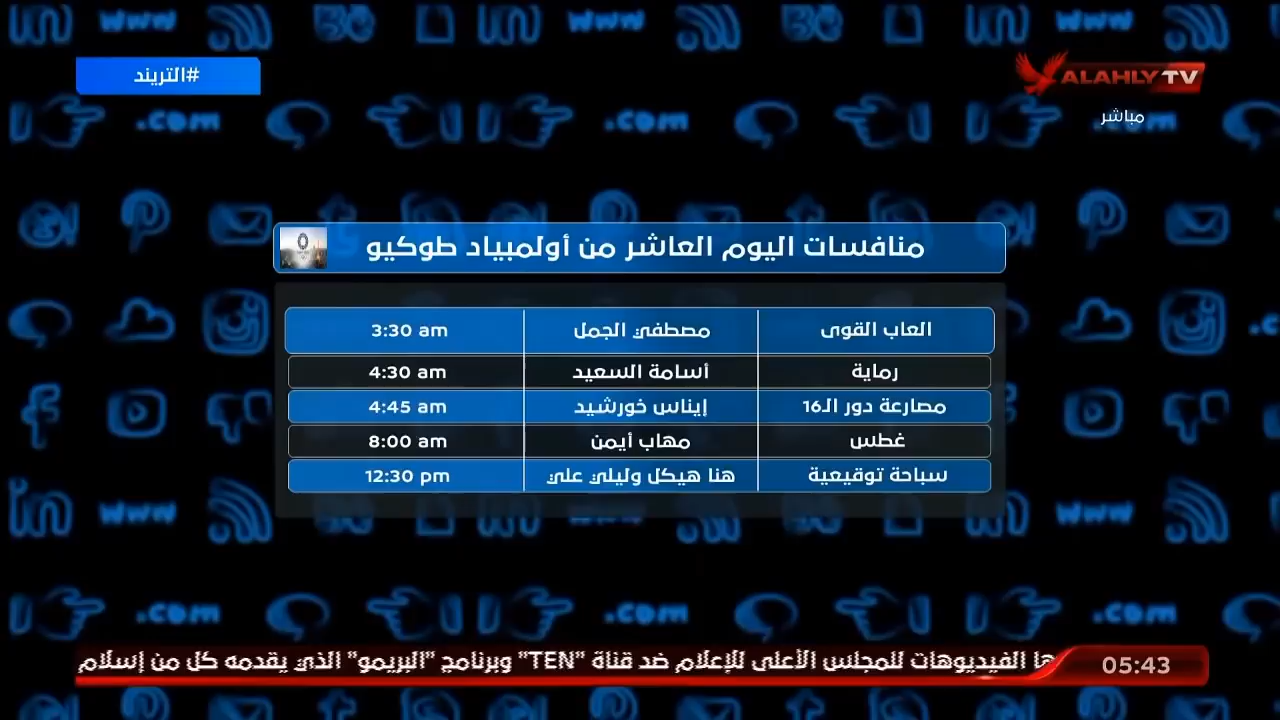 #التريند
ALAHLY TV
مباشر
منافسات اليوم العاشر من أولمبياد طوكيو
العاب القوى مصطفي الجمل 3:30 am
رماية أسامة السعيد 4:30 am
مصارعة دور الـ16 إيناس خورشيد 4:45 am
غطس مهاب أيمن 8:00 am
سباحة توقيعية هنا هيكل وليلي علي 12:30 pm
ها الفيديوهات للمجلس الأعلى للإعلام ضد قناة "TEN" وبرنامج "البريمو" الذي يقدمه كل من إسلام
05:43